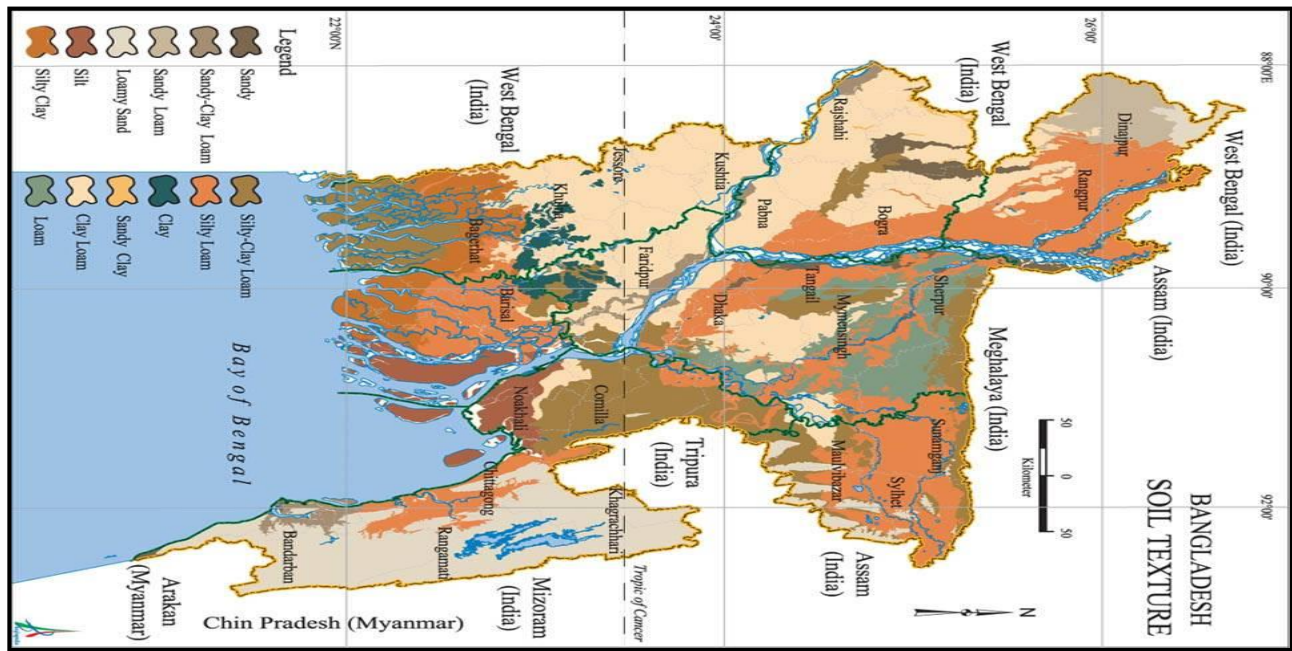 BANGLADESH
SOIL TEXTURE
N
50
0
50
Kilometer
88°00'E
90°00'
92°00'
26°00'
24°00'
22°00'N
West Bengal (India)
Assam (India)
West Bengal
(India)
Meghalaya (India)
Dinajpur
Rangpur
Bogra
Rajshahi
Pabna
Kushtia
Sherpur
Mymensingh
Tangail
Dhaka
Sunamganj
Sylhet
Maulvibazar
Assam
(India)
Tripura
(India)
Tropic of Cancer
Faridpur
Jessore
Khulna
Bagerhat
Barisal
Comilla
Noakhali
Chittagong
Khagrachhari
Rangamati
Bandarban
West Bengal
(India)
Mizoram
(India)
Chin Pradesh (Myanmar)
Arakan
(Myanmar)
Bay of Bengal
Legend
Sandy
Sandy-Clay Loam
Sandy Loam
Loamy Sand
Silt
Silty Clay
Silty-Clay Loam
Silty Loam
Clay
Sandy Clay
Clay Loam
Loam